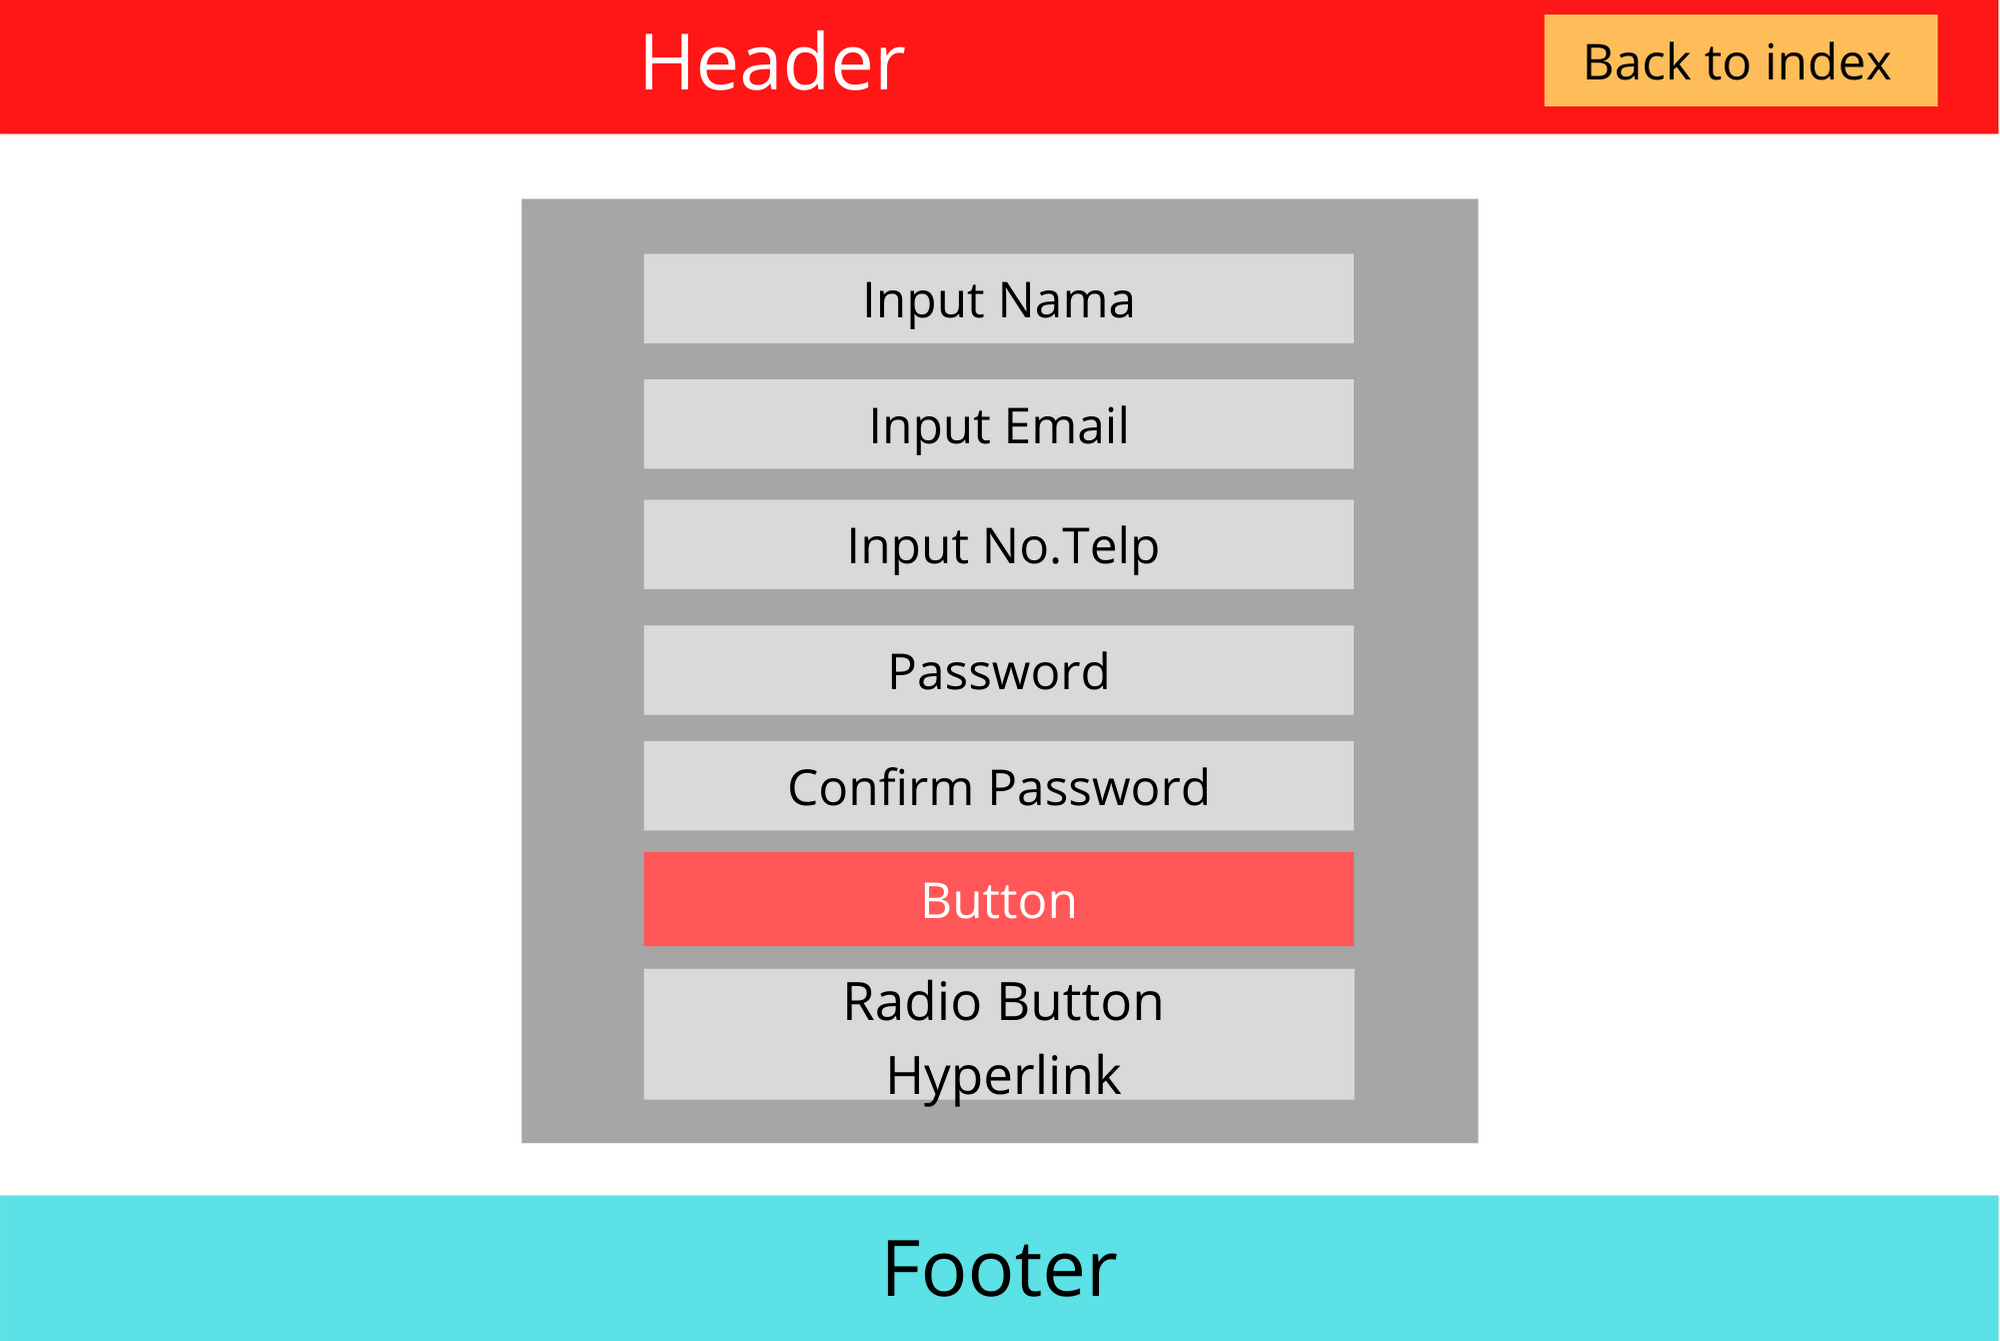 Header
Back to index
Input Nama
Input Email
Input No.Telp
Password
Confirm Password
Button
Radio Button
Hyperlink
Footer